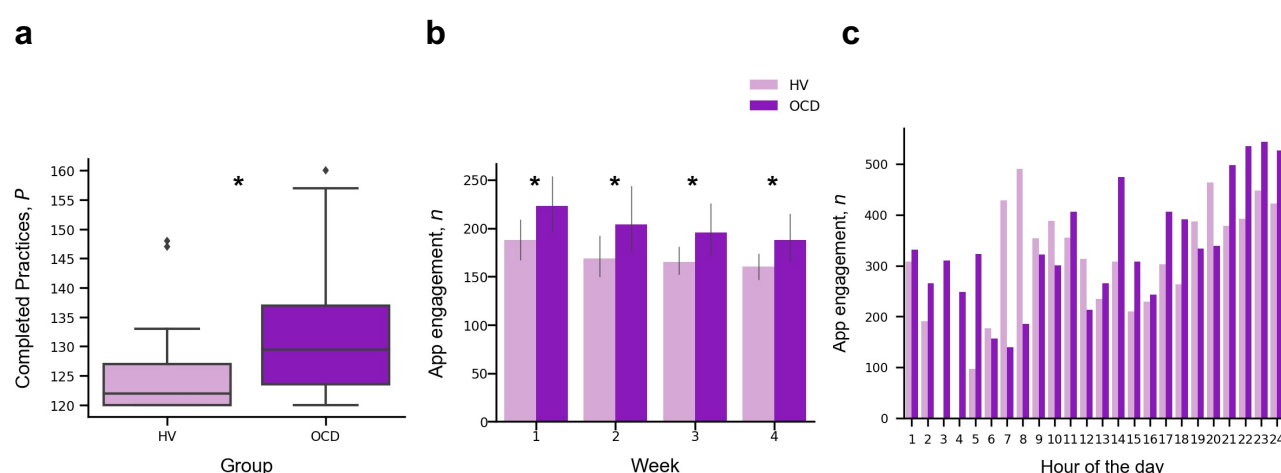 a
b
c
HV
OCD
Completed Practices, P
160
155
150
145
140
135
130
125
120
*
HV
OCD
Group
App engagement, n
250
200
150
100
50
0
*
*
*
*
1
2
3
4
Week
App engagement, n
500
400
300
200
100
0
1 2 3 4 5 6 7 8 9 10 11 12 13 14 15 16 17 18 19 20 21 22 23 24
Hour of the day